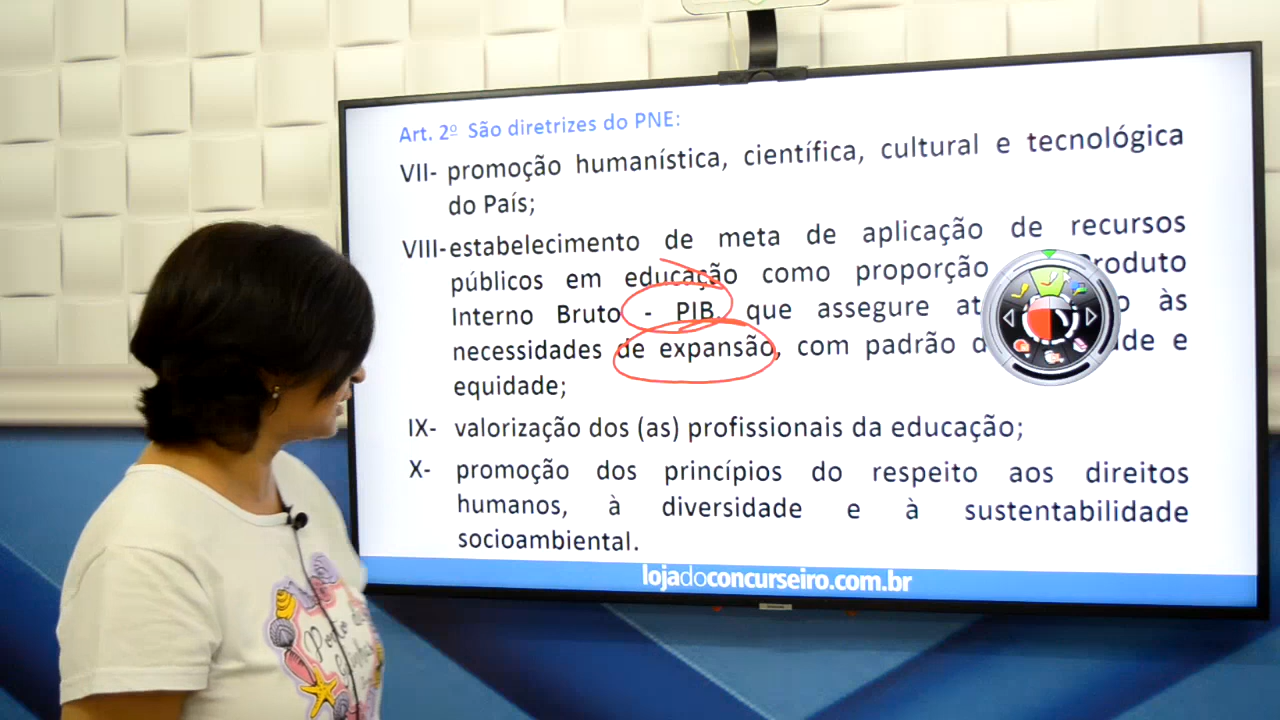 Art. 2º São diretrizes do PNE:
VII- promoção humanística, científica, cultural e tecnológica
do País;
VIII-estabelecimento de meta de aplicação de recursos
públicos em educação como proporção Produto
Interno Bruto - PIB, que assegure às
necessidades de expansão, com padrão e
equidade;
IX- valorização dos (as) profissionais da educação;
X- promoção dos princípios do respeito aos direitos
humanos, à diversidade e à sustentabilidade
socioambiental.
lojadoconcurseiro.com.br